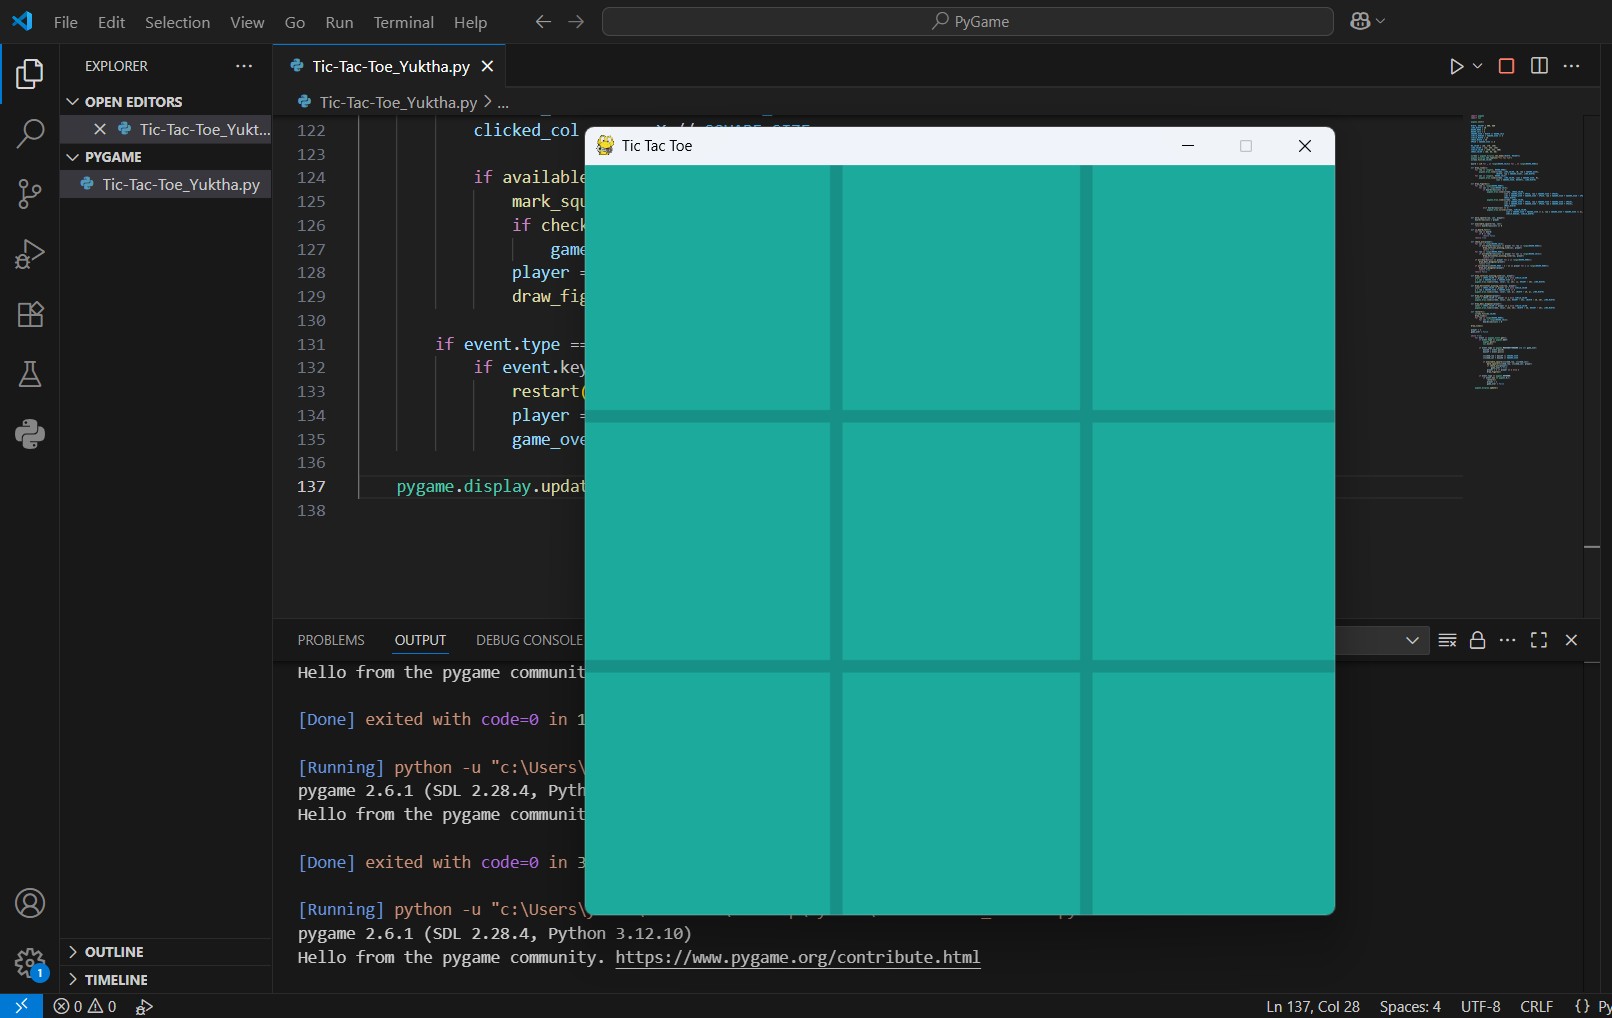 File Edit Selection View Go Run Terminal Help
PyGame
EXPLORER
OPEN EDITORS
Tic-Tac-Toe_Yukt...
PYGAME
Tic-Tac-Toe_Yuktha.py
OUTLINE
TIMELINE
Tic-Tac-Toe_Yuktha.py
Tic-Tac-Toe_Yuktha.py > ...
122 clicked_col
123
124 if available
125 mark_squ
126 if check
127 game
128 player =
129 draw_fig
130
131 if event.type ==
132 if event.key
133 restart(
134 player =
135 game_ove
136
137 pygame.display.updat
138
Tic Tac Toe
PROBLEMS OUTPUT DEBUG CONSOLE
Hello from the pygame communit
[Done] exited with code=0 in 1
[Running] python -u "c:\Users\
pygame 2.6.1 (SDL 2.28.4, Pyth
Hello from the pygame communit
[Done] exited with code=0 in 3
[Running] python -u "c:\Users\
pygame 2.6.1 (SDL 2.28.4, Python 3.12.10)
Hello from the pygame community. https://www.pygame.org/contribute.html
1
0 0
Ln 137, Col 28 Spaces: 4 UTF-8 CRLF {} Py